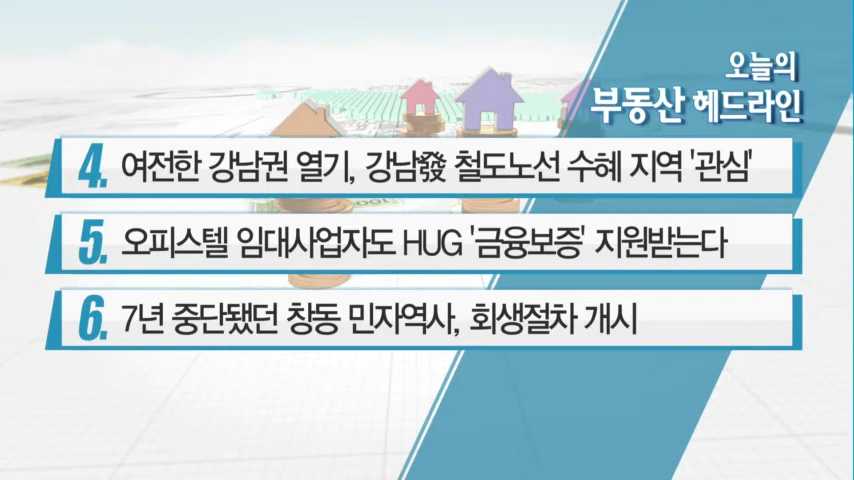 오늘의
부동산 헤드라인
4. 여전한 강남권 열기, 강남發 철도노선 수혜 지역 '관심'
5. 오피스텔 임대사업자도 HUG '금융보증' 지원받는다
6. 7년 중단됐던 창동 민자역사, 회생절차 개시